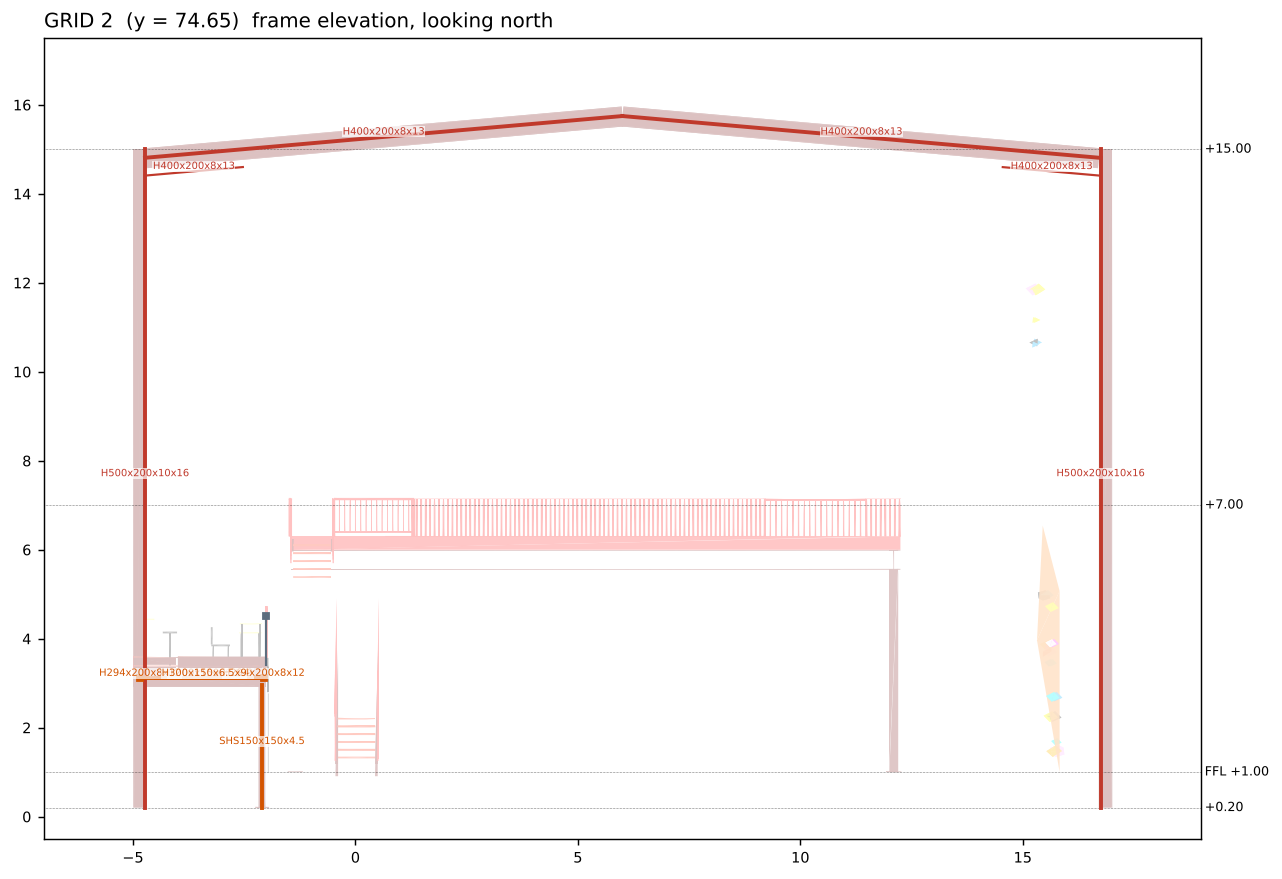 GRID 2  (y = 74.65)  frame elevation, looking north
16
H400x200x8x13
H400x200x8x13
+15.00
H400x200x8x13
H400x200x8x13
14
12
10
8
H500x200x10x16
H500x200x10x16
+7.00
6
4
H300x150x6.5x9
SHS150x150x4.5
2
FFL +1.00
+0.20
0
−5
0
5
10
15